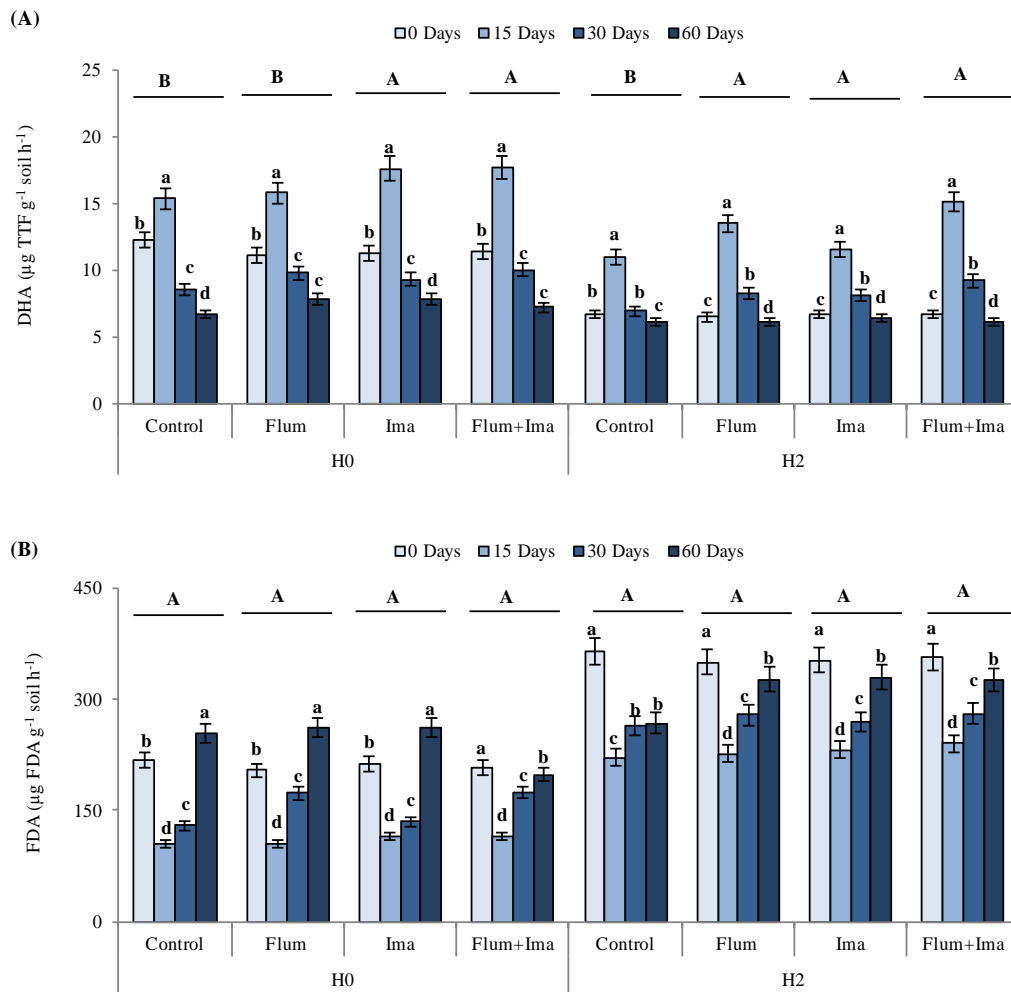 (A)
0 Days 15 Days 30 Days 60 Days
DHA (µg TTF g⁻¹ soil h⁻¹)
25
20
15
10
5
0
B B A A B A A A
b a c d b a c d b a c d b a c c b a b c c a b d c a b d c a b d
Control Flum Ima Flum+Ima Control Flum Ima Flum+Ima
H0 H2
(B)
0 Days 15 Days 30 Days 60 Days
FDA (µg FDA g⁻¹ soil h⁻¹)
450
300
150
0
A A A A A A A A
b d c a b d c a b d c a a d c b a c b b a d c b a d c b a d c b
Control Flum Ima Flum+Ima Control Flum Ima Flum+Ima
H0 H2